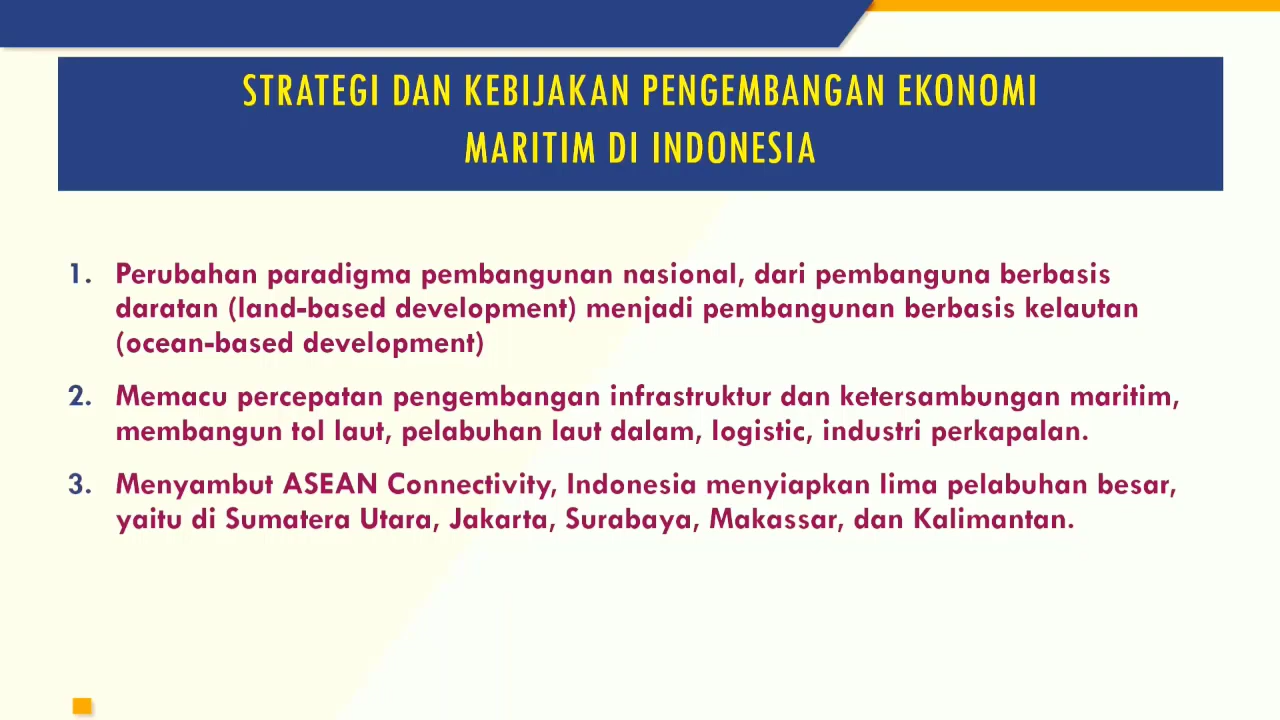 STRATEGI DAN KEBIJAKAN PENGEMBANGAN EKONOMI
MARITIM DI INDONESIA
1. Perubahan paradigma pembangunan nasional, dari pembanguna berbasis
daratan (land-based development) menjadi pembangunan berbasis kelautan
(ocean-based development)
2. Memacu percepatan pengembangan infrastruktur dan ketersambungan maritim,
membangun tol laut, pelabuhan laut dalam, logistic, industri perkapalan.
3. Menyambut ASEAN Connectivity, Indonesia menyiapkan lima pelabuhan besar,
yaitu di Sumatera Utara, Jakarta, Surabaya, Makassar, dan Kalimantan.